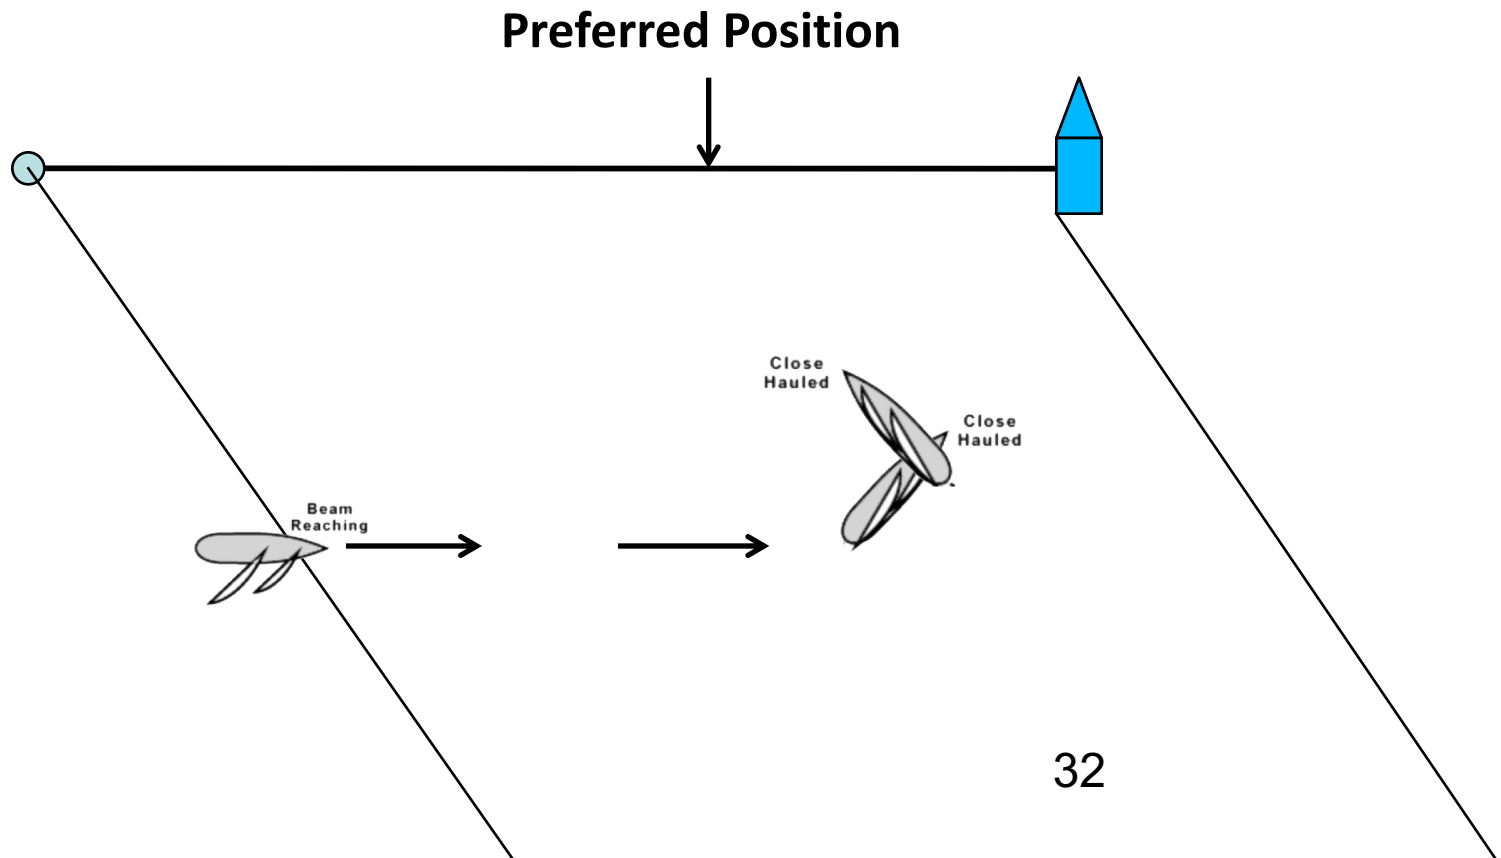 Preferred Position
Close
Hauled
Close
Hauled
Beam
Reaching
32